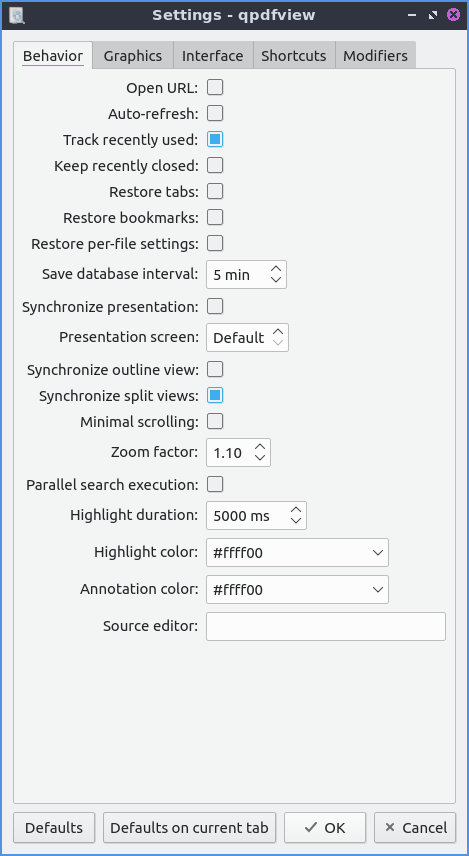 Settings - qpdfview
Behavior Graphics Interface Shortcuts Modifiers
Open URL:
Auto-refresh:
Track recently used:
Keep recently closed:
Restore tabs:
Restore bookmarks:
Restore per-file settings:
Save database interval: 5 min
Synchronize presentation:
Presentation screen: Default
Synchronize outline view:
Synchronize split views:
Minimal scrolling:
Zoom factor: 1.10
Parallel search execution:
Highlight duration: 5000 ms
Highlight color: #ffff00
Annotation color: #ffff00
Source editor:
Defaults Defaults on current tab OK Cancel